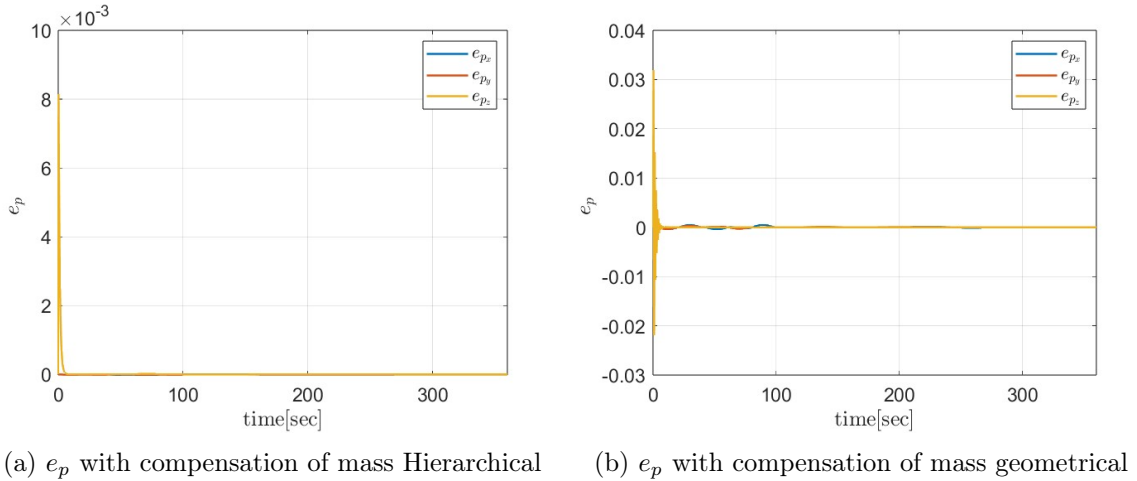 ×10⁻³
10
8
6
4
2
0
0 100 200 300
time[sec]
e_p
e_{p_x}
e_{p_y}
e_{p_z}
(a) e_p with compensation of mass Hierarchical
0.04
0.03
0.02
0.01
0
-0.01
-0.02
-0.03
0 100 200 300
time[sec]
e_p
e_{p_x}
e_{p_y}
e_{p_z}
(b) e_p with compensation of mass geometrical